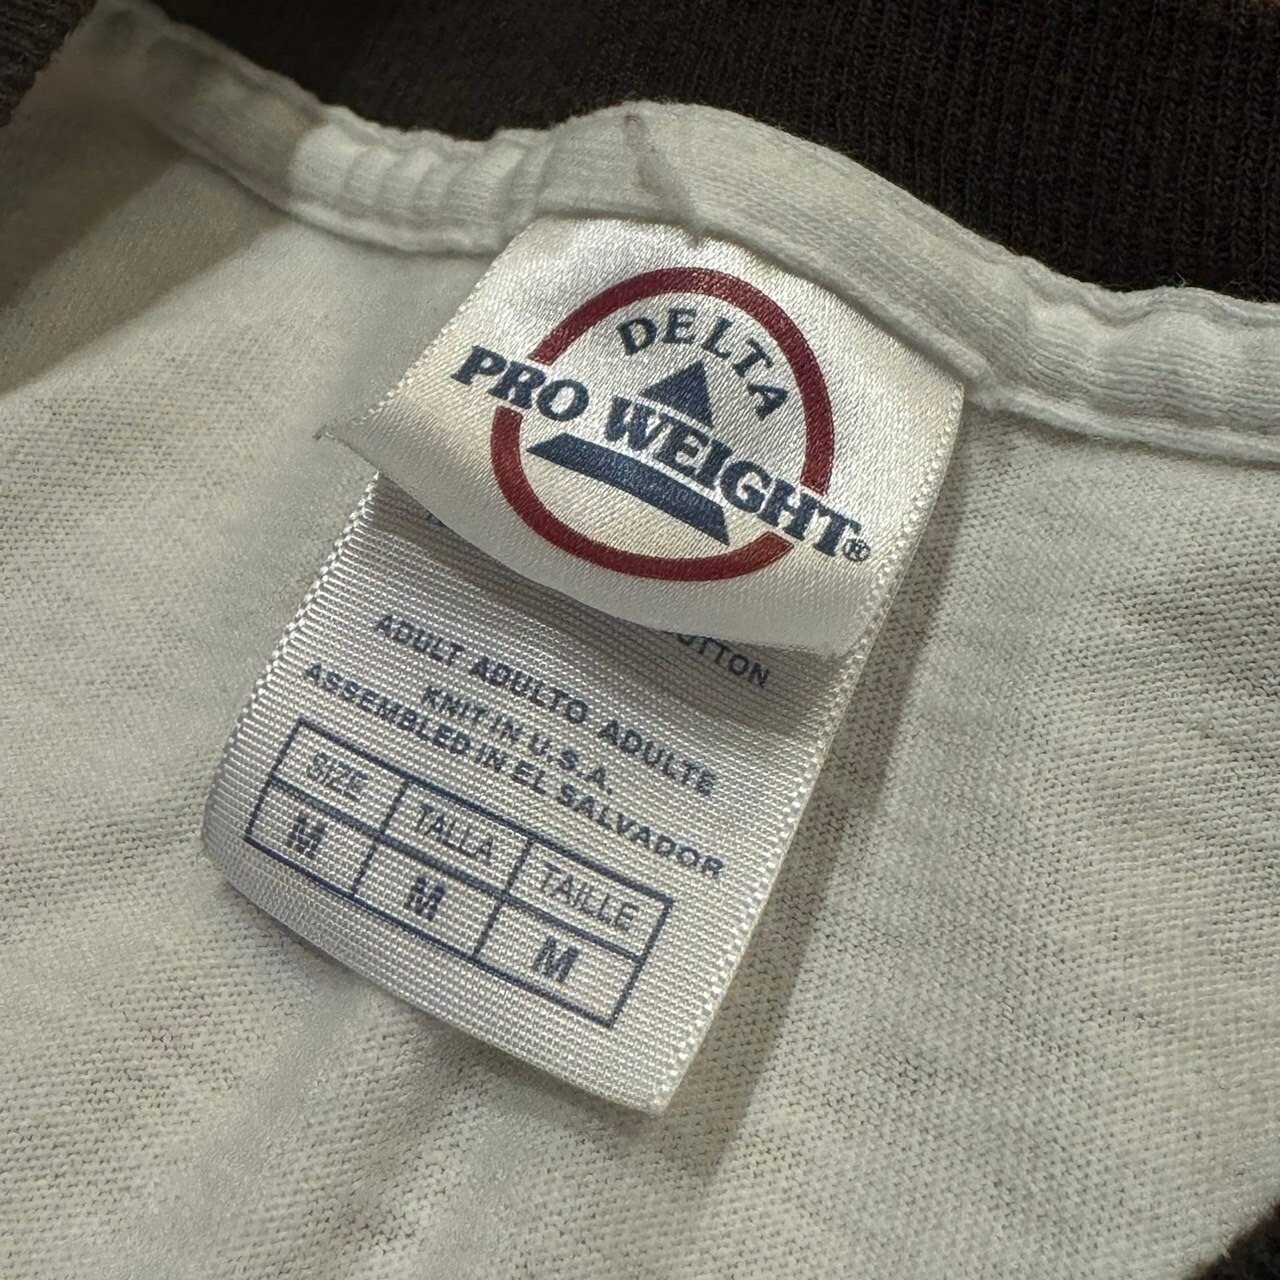 DELTA
PRO WEIGHT®
ADULT ADULTO ADULTE
KNIT IN U.S.A.
ASSEMBLED IN EL SALVADOR
SIZE TALLA TAILLE
M M M